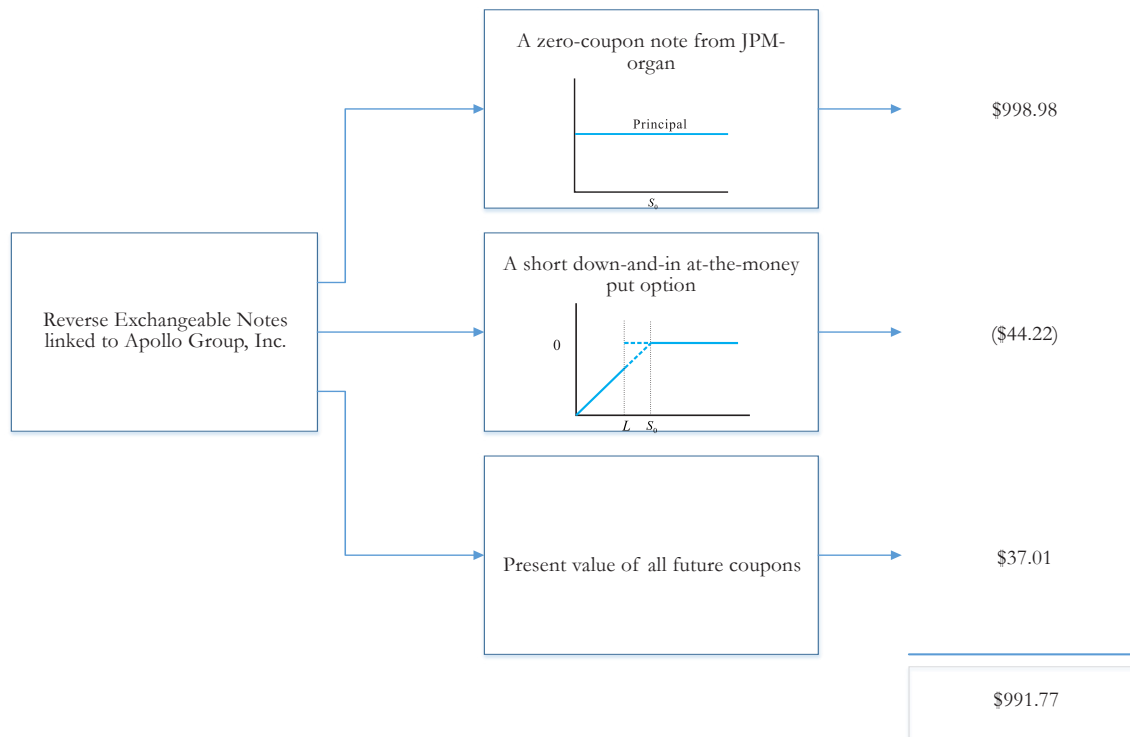 A zero-coupon note from JPM-
organ
Principal
S₀
$998.98
Reverse Exchangeable Notes
linked to Apollo Group, Inc.
A short down-and-in at-the-money
put option
0
L S₀
($44.22)
Present value of all future coupons
$37.01
$991.77